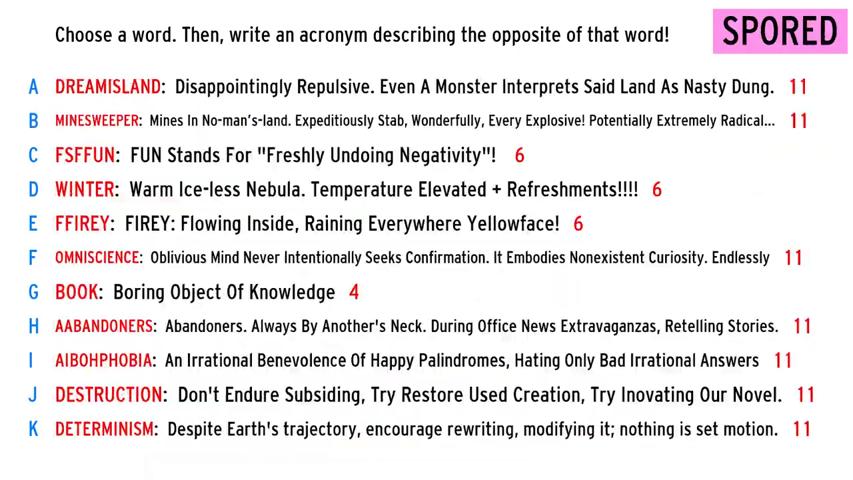 Choose a word. Then, write an acronym describing the opposite of that word!
SPORED
A DREAMISLAND: Disappointingly Repulsive. Even A Monster Interprets Said Land As Nasty Dung. 11
B MINESWEEPER: Mines In No-man's-land. Expeditiously Stab, Wonderfully, Every Explosive! Potentially Extremely Radical... 11
C FSFFUN: FUN Stands For "Freshly Undoing Negativity"! 6
D WINTER: Warm Ice-less Nebula. Temperature Elevated + Refreshments!!!! 6
E FFIREY: FIREY: Flowing Inside, Raining Everywhere Yellowface! 6
F OMNISCIENCE: Oblivious Mind Never Intentionally Seeks Confirmation. It Embodies Nonexistent Curiosity. Endlessly 11
G BOOK: Boring Object Of Knowledge 4
H AABANDONERS: Abandoners. Always By Another's Neck. During Office News Extravaganzas, Retelling Stories. 11
I AIBOHPHOBIA: An Irrational Benevolence Of Happy Palindromes, Hating Only Bad Irrational Answers 11
J DESTRUCTION: Don't Endure Subsiding, Try Restore Used Creation, Try Inovating Our Novel. 11
K DETERMINISM: Despite Earth's trajectory, encourage rewriting, modifying it; nothing is set motion. 11